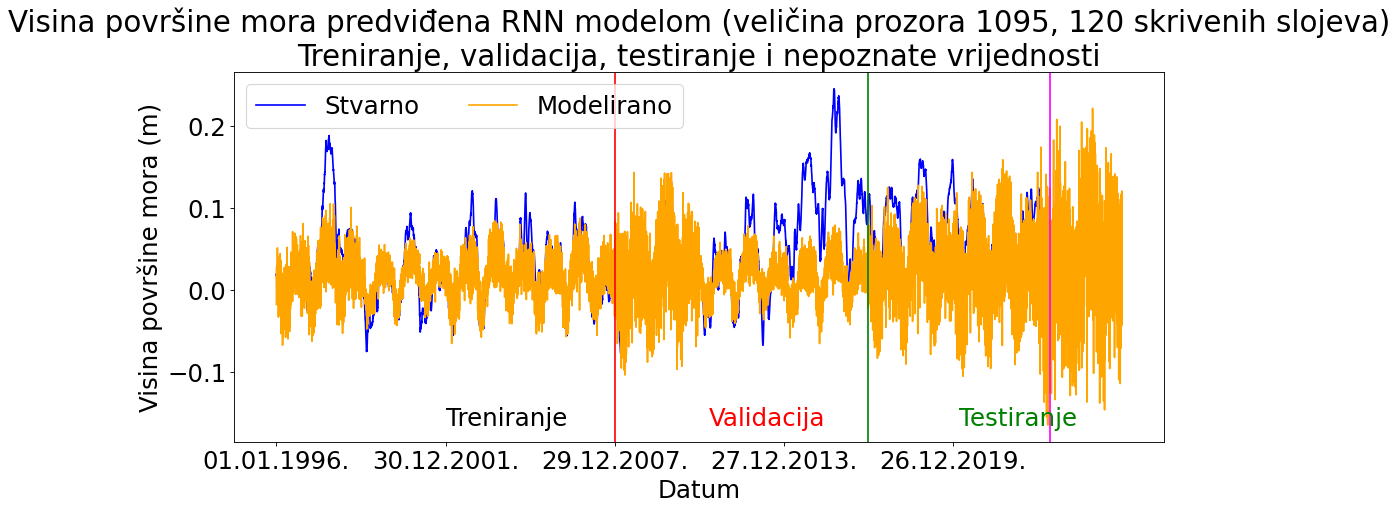 Visina površine mora predviđena RNN modelom (veličina prozora 1095, 120 skrivenih slojeva)
Treniranje, validacija, testiranje i nepoznate vrijednosti
Stvarno Modelirano
Visina površine mora (m)
0.2
0.1
0.0
−0.1
Treniranje Validacija Testiranje
01.01.1996. 30.12.2001. 29.12.2007. 27.12.2013. 26.12.2019.
Datum